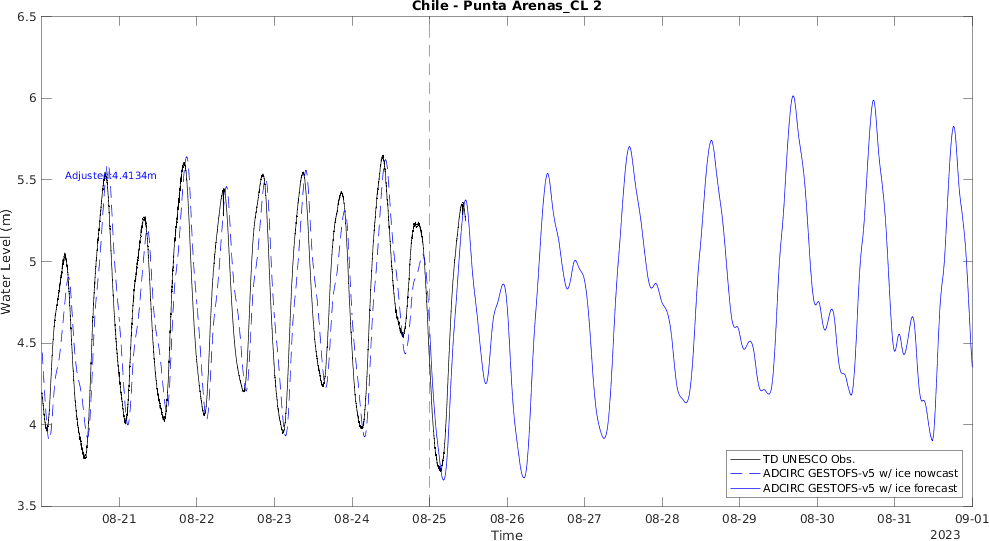 Chile - Punta Arenas_CL 2
6.5
6
5.5
5
4.5
4
3.5
Water Level (m)
Adjusted:4.4134m
TD UNESCO Obs.
ADCIRC GESTOFS-v5 w/ ice nowcast
ADCIRC GESTOFS-v5 w/ ice forecast
08-21 08-22 08-23 08-24 08-25 08-26 08-27 08-28 08-29 08-30 08-31 09-01
Time
2023